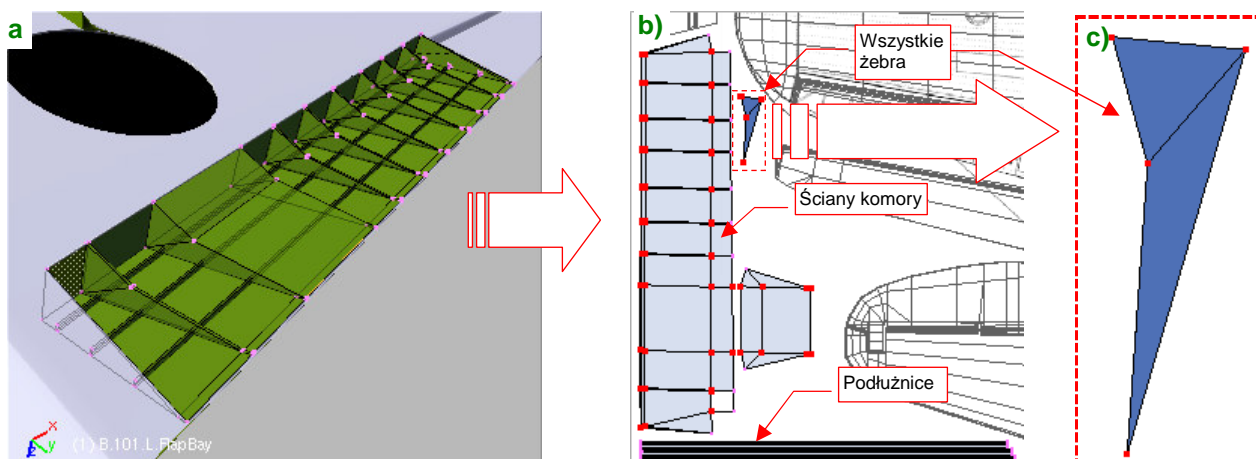 a
x
y
z
(1) B.101.L.FlapBay
b)
Wszystkie
żebra
Ściany komory
Podłużnice
c)